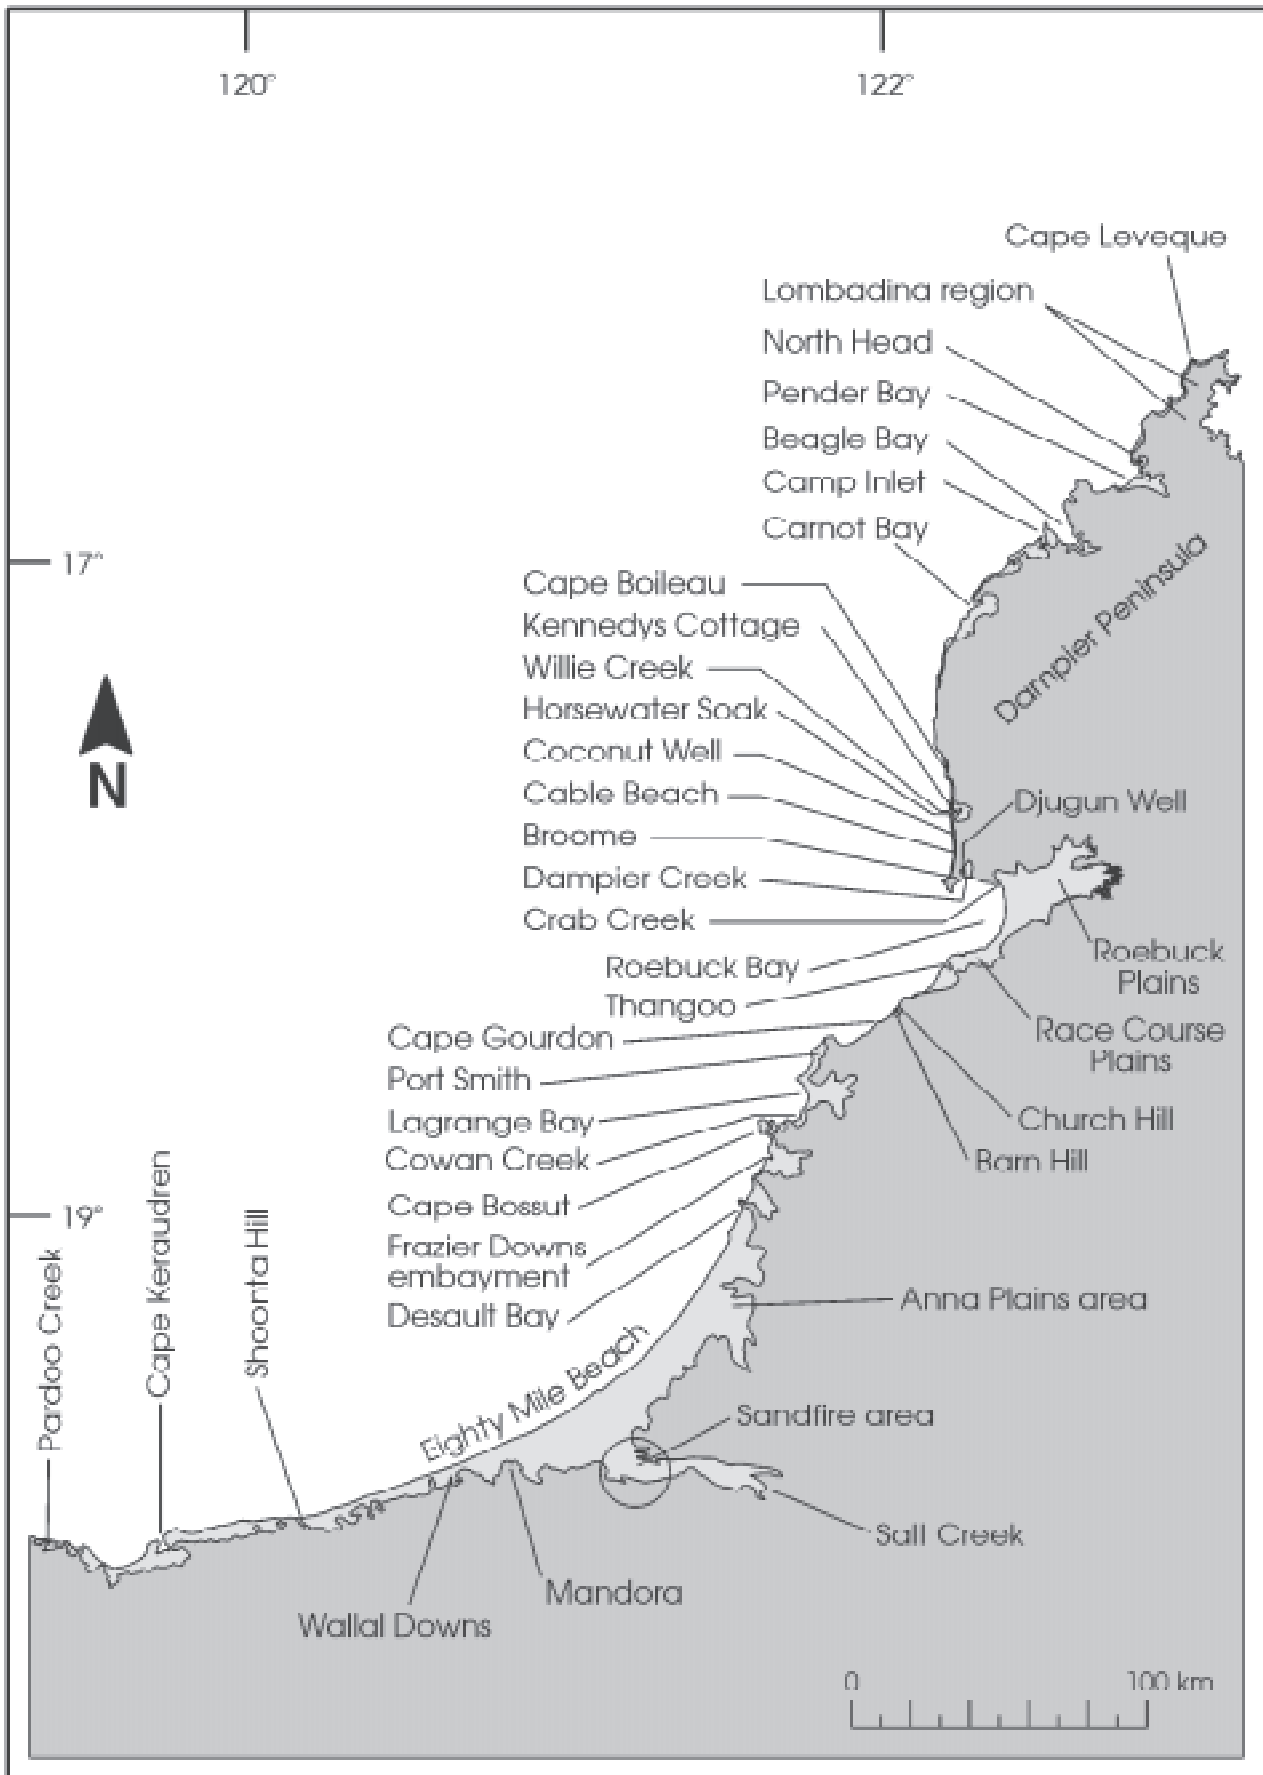 120°
122°
Cape Leveque
Lombadina region
North Head
Pender Bay
Beagle Bay
Camp Inlet
Carnot Bay
17°
Cape Boileau
Kennedys Cottage
Willie Creek
Horsewater Soak
Coconut Well
Cable Beach
Broome
Dampier Creek
Crab Creek
Dampier Peninsula
N
Djugun Well
Roebuck Bay
Thangoo
Roebuck
Plains
Race Course
Plains
Cape Gourdon
Port Smith
Lagrange Bay
Cowan Creek
Cape Bossut
Frazier Downs
embayment
Desault Bay
Church Hill
Barn Hill
19°
Pardoo Creek
Cape Keraudren
Shoonta Hill
Eighty Mile Beach
Anna Plains area
Sandfire area
Salt Creek
Mandora
Wallal Downs
0
100 km